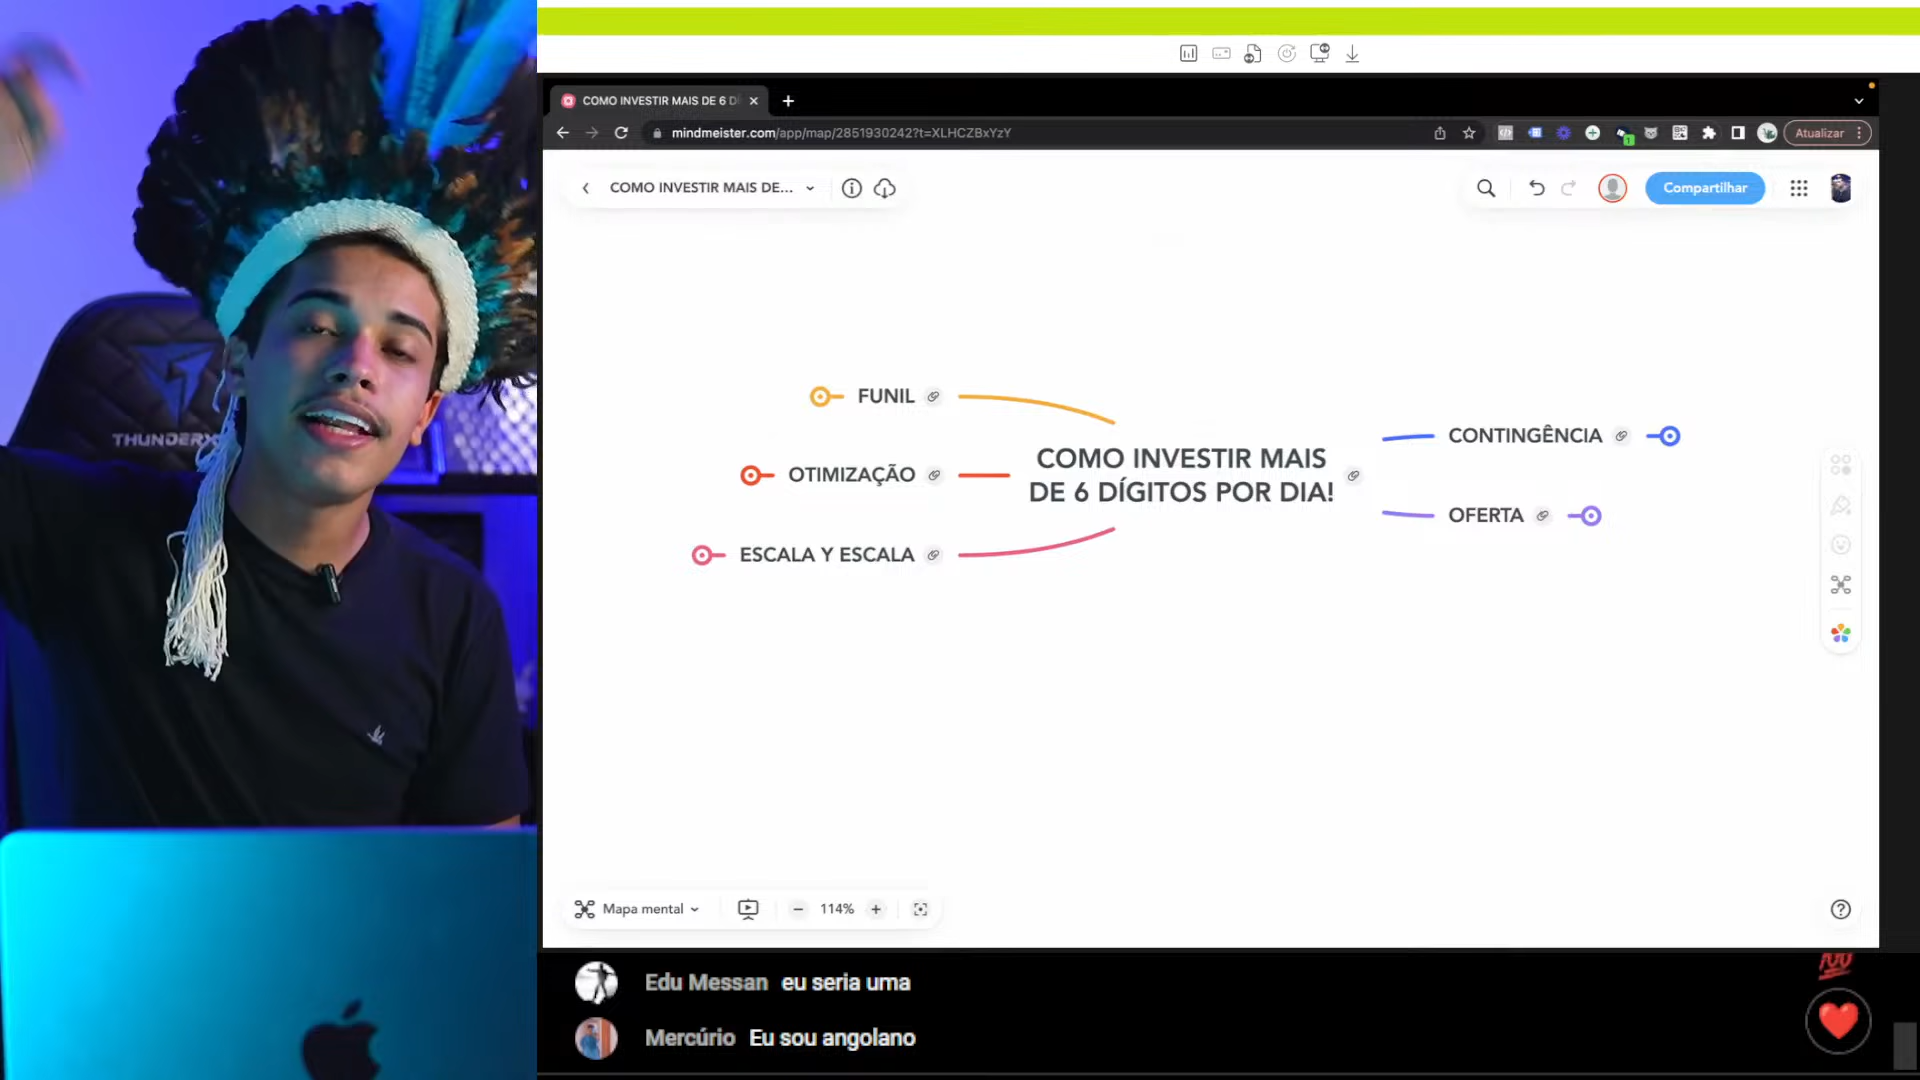 COMO INVESTIR MAIS DE 6 D
mindmeister.com/app/map/2851930242?t=XLHCZBxYzY
Atualizar
COMO INVESTIR MAIS DE...
Compartilhar
FUNIL
OTIMIZAÇÃO
ESCALA Y ESCALA
COMO INVESTIR MAIS
DE 6 DÍGITOS POR DIA!
CONTINGÊNCIA
OFERTA
THUNDERX
Mapa mental
114%
Edu Messan eu seria uma
Mercúrio Eu sou angolano
100
1